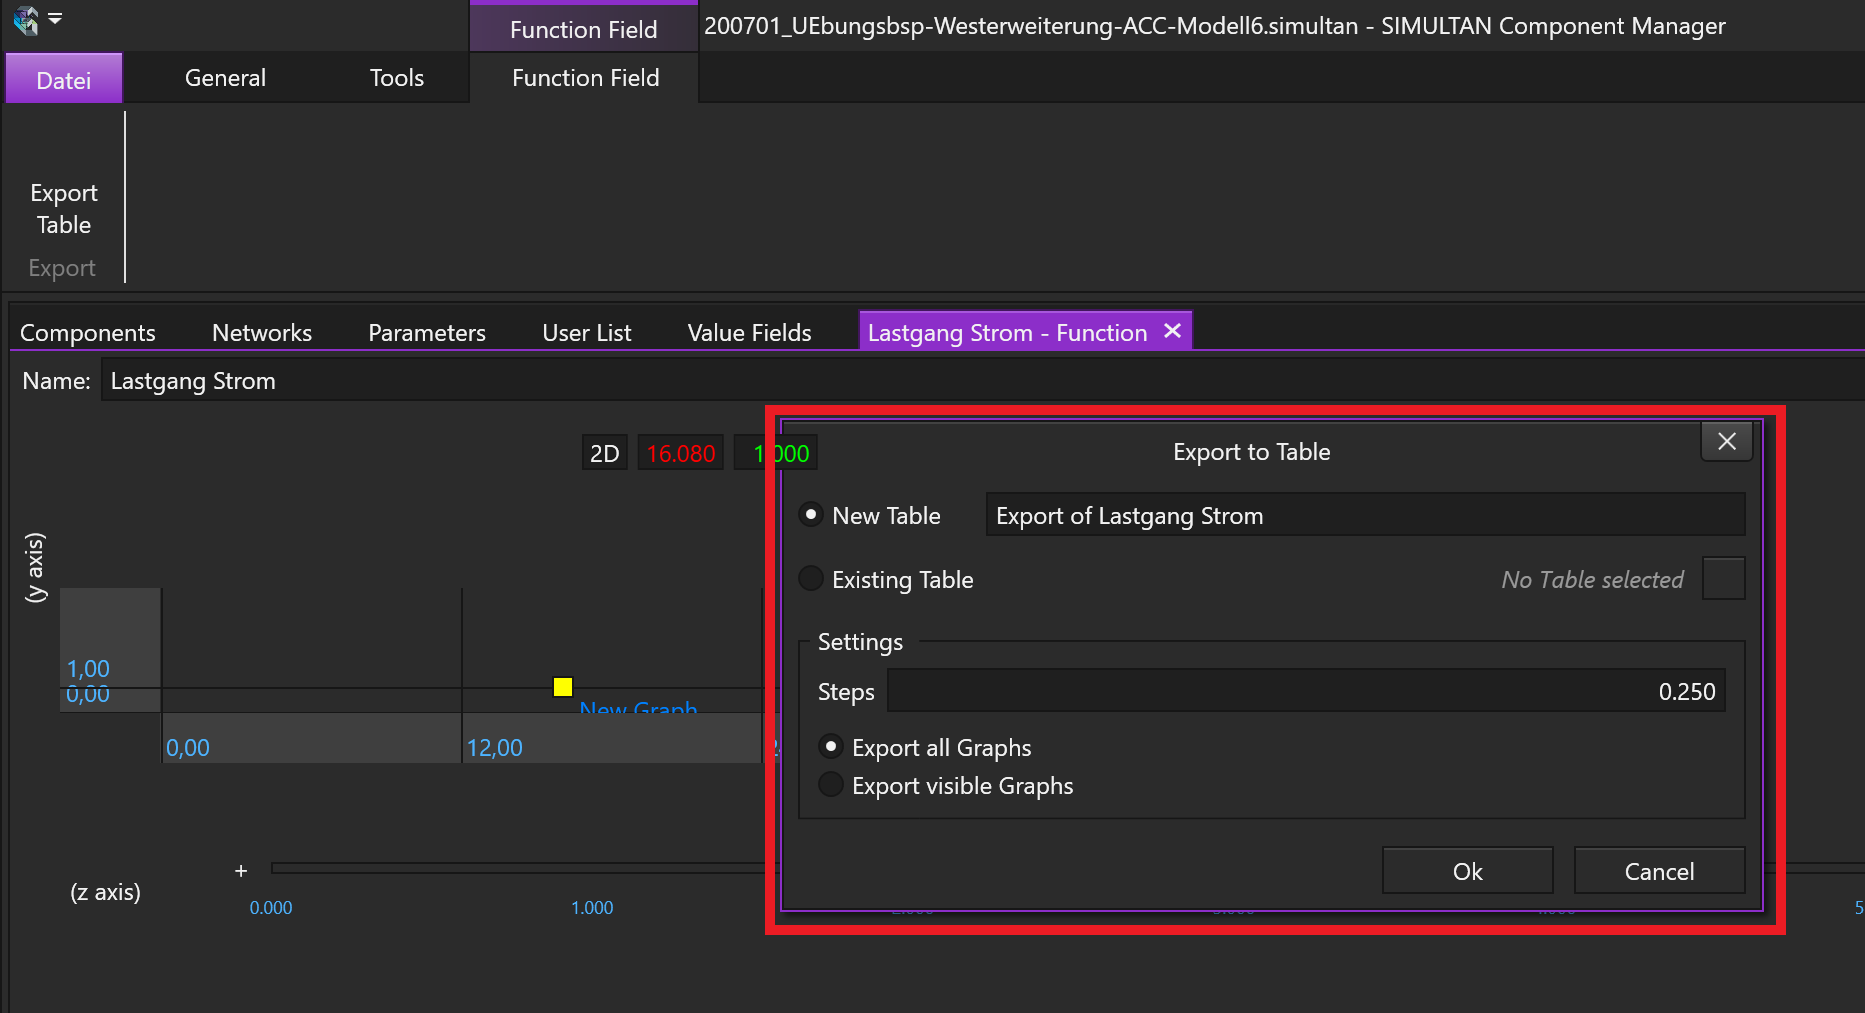 Function Field
200701_UEbungsbsp-Westerweiterung-ACC-Modell6.simultan - SIMULTAN Component Manager
Datei
General
Tools
Function Field
Export
Table
Export
Components
Networks
Parameters
User List
Value Fields
Lastgang Strom - Function
Name:
Lastgang Strom
2D
16.080
1.000
Export to Table
New Table
Export of Lastgang Strom
Existing Table
No Table selected
Settings
Steps
0.250
Export all Graphs
Export visible Graphs
Ok
Cancel
(y axis)
1,00
0,00
New Graph
0,00
12,00
2
+
(z axis)
0.000
1.000
5